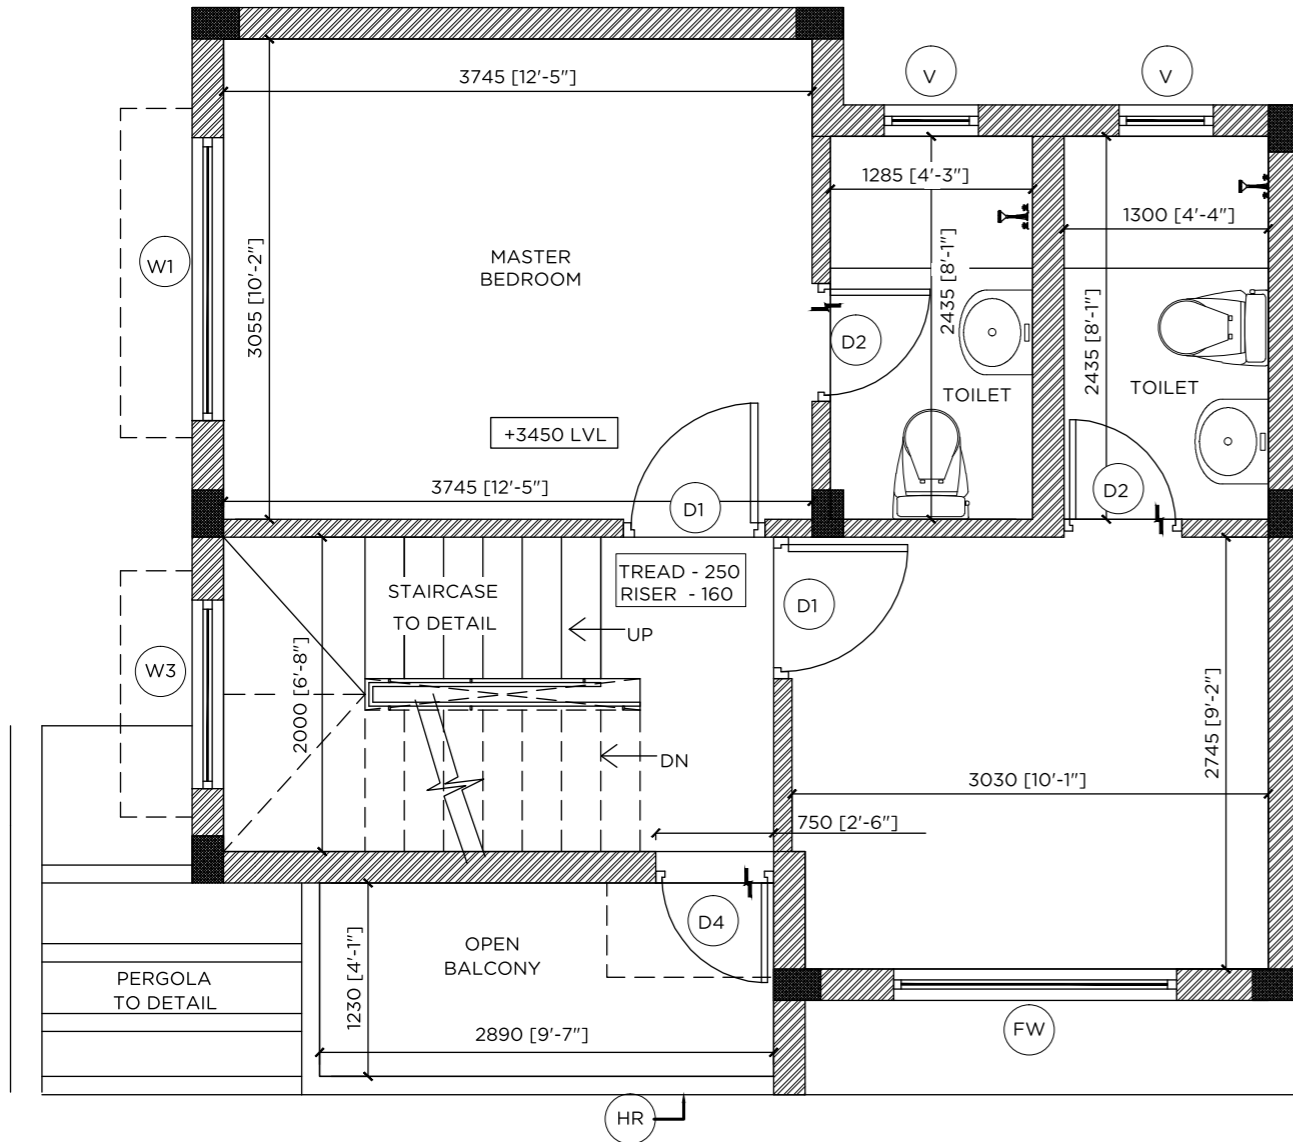 3745 [12'-5"]
V
V
1285 [4'-3"]
1300 [4'-4"]
W1
MASTER
BEDROOM
3055 [10'-2"]
2435 [8'-1"]
D2
2435 [8'-1"]
TOILET
TOILET
+3450 LVL
3745 [12'-5"]
D1
D2
TREAD - 250
RISER - 160
STAIRCASE
TO DETAIL
D1
UP
W3
2000 [6'-8"]
2745 [9'-2"]
DN
3030 [10'-1"]
750 [2'-6"]
D4
OPEN
BALCONY
PERGOLA
TO DETAIL
1230 [4'-1"]
2890 [9'-7"]
FW
HR